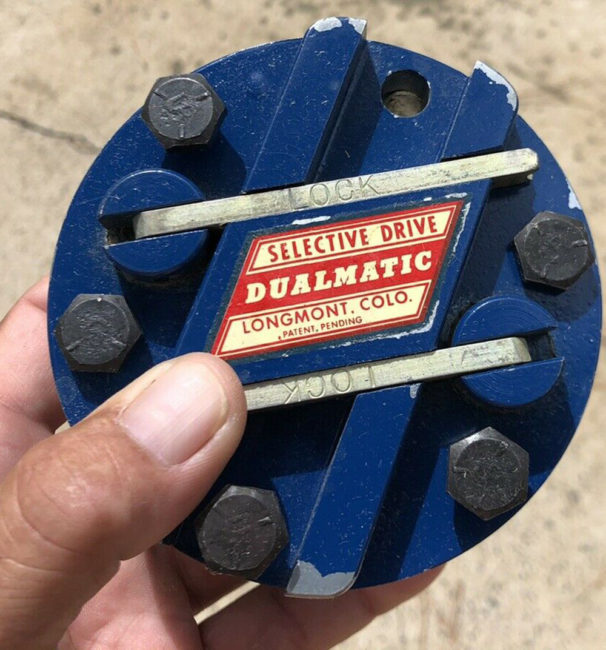 LOCK
SELECTIVE DRIVE
DUALMATIC
LONGMONT, COLO.
PATENT, PENDING
LOCK